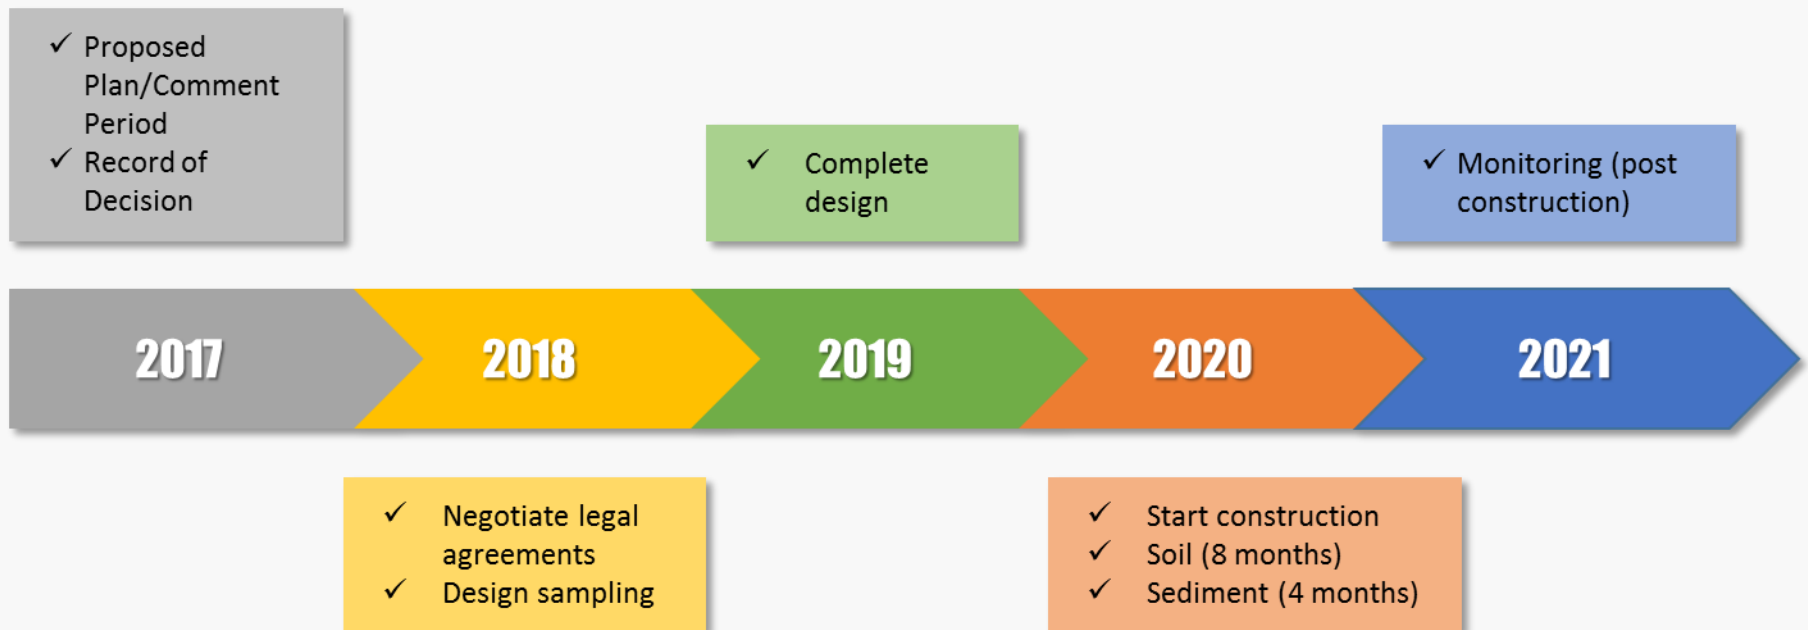 ✓ Proposed
Plan/Comment
Period
✓ Record of
Decision
✓ Complete
design
✓ Monitoring (post
construction)
2017
2018
2019
2020
2021
✓ Negotiate legal
agreements
✓ Design sampling
✓ Start construction
✓ Soil (8 months)
✓ Sediment (4 months)